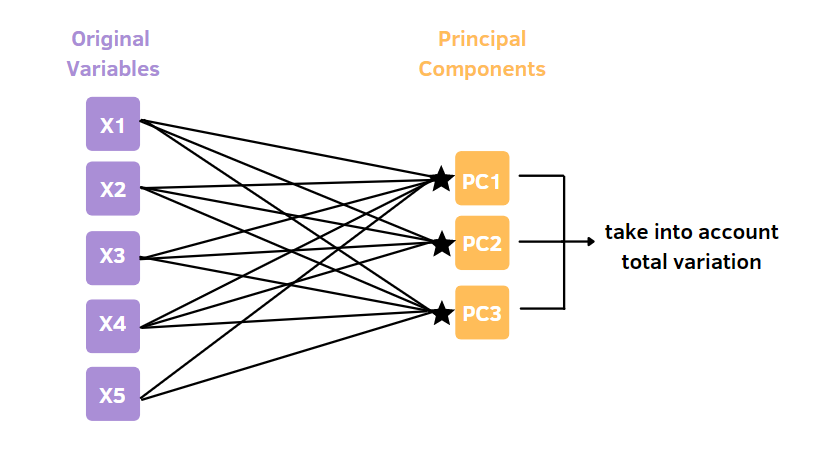 Original
Variables
Principal
Components
X1
X2
X3
X4
X5
PC1
PC2
PC3
take into account
total variation